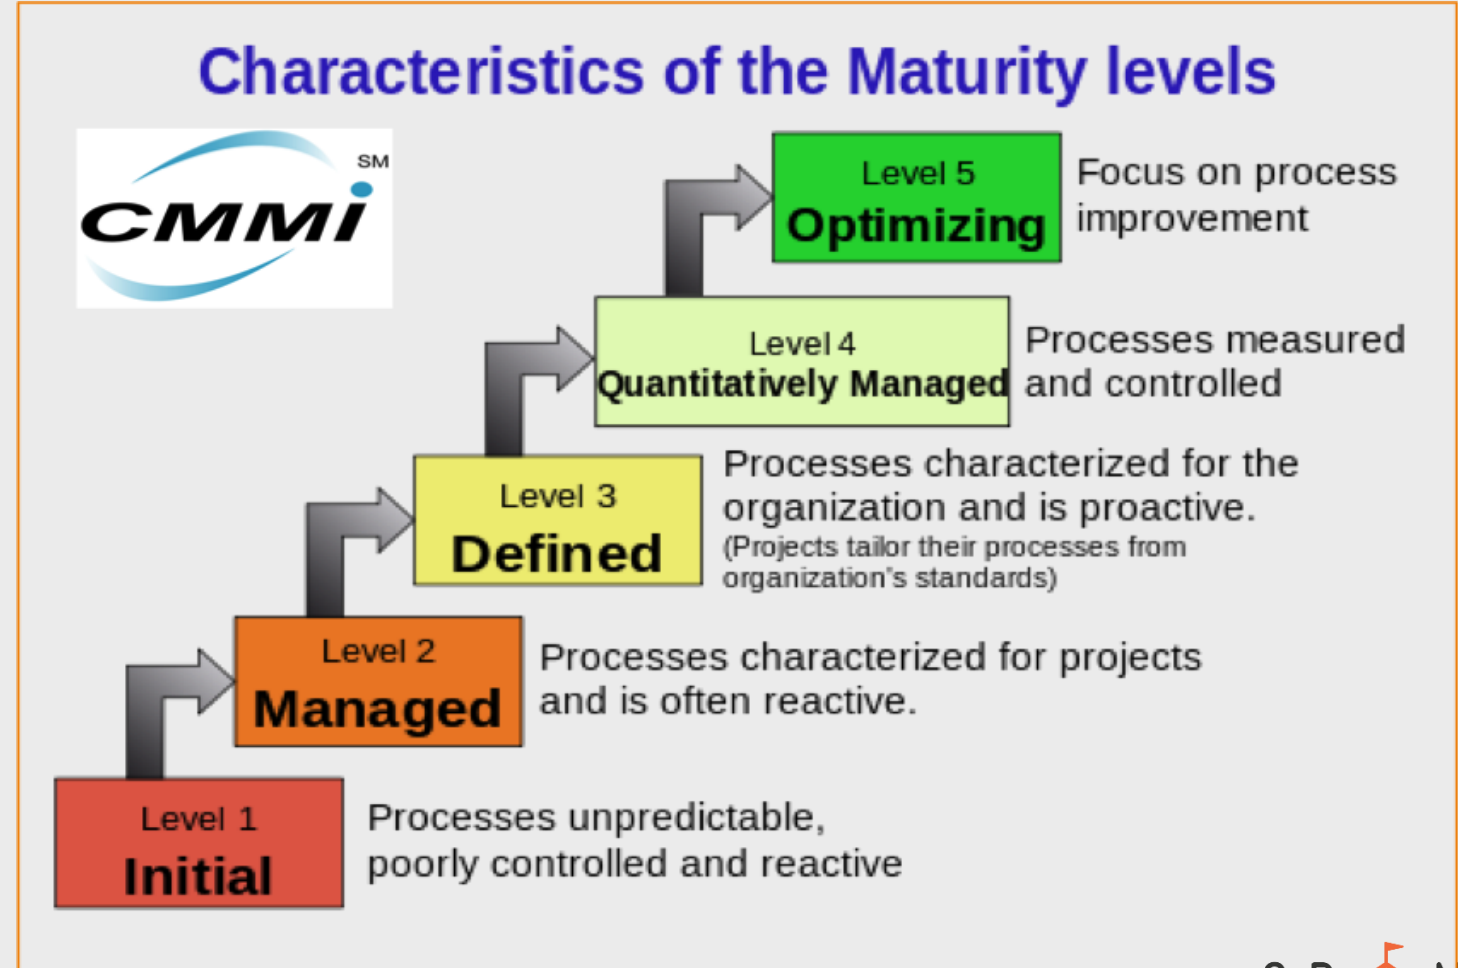 Characteristics of the Maturity levels
CMMi
SM
Level 5
Optimizing
Focus on process
improvement
Level 4
Quantitatively Managed
Processes measured
and controlled
Level 3
Defined
Processes characterized for the
organization and is proactive.
(Projects tailor their processes from
organization's standards)
Level 2
Managed
Processes characterized for projects
and is often reactive.
Level 1
Initial
Processes unpredictable,
poorly controlled and reactive